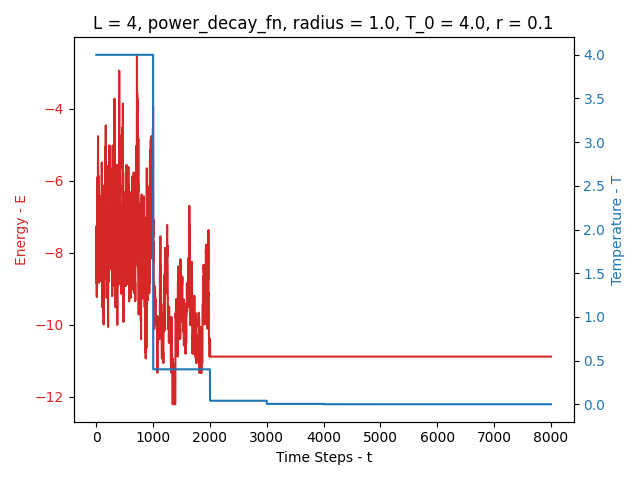 L = 4, power_decay_fn, radius = 1.0, T_0 = 4.0, r = 0.1
Energy - E
−4
−6
−8
−10
−12
4.0
3.5
3.0
2.5
2.0
1.5
1.0
0.5
0.0
Temperature - T
0 1000 2000 3000 4000 5000 6000 7000 8000
Time Steps - t